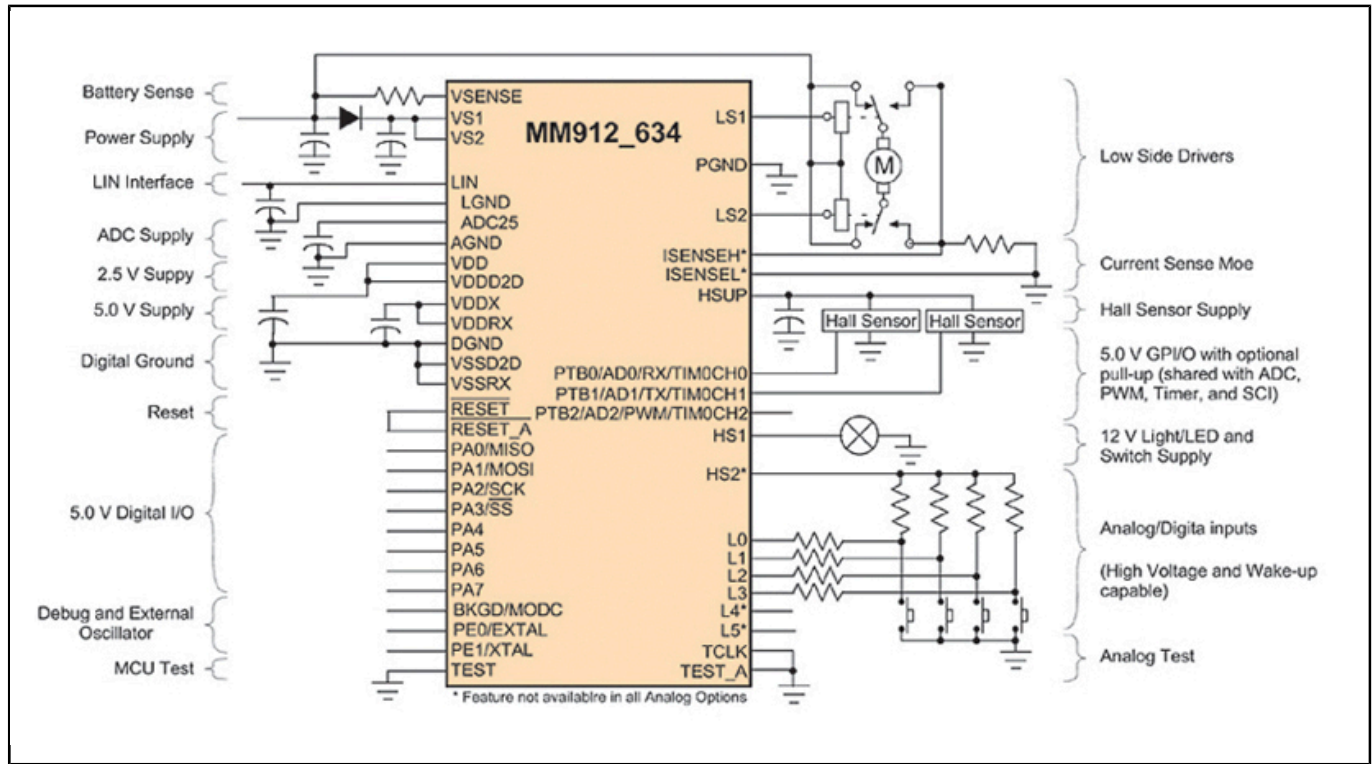 Battery Sense
Power Supply
LIN Interface
ADC Supply
2.5 V Suppy
5.0 V Supply
Digital Ground
Reset
5.0 V Digital I/O
Debug and External
Oscillator
MCU Test
MM912_634
VSENSE
VS1
VS2
LIN
LGND
ADC25
AGND
VDD
VDDD2D
VDDX
VDDRX
DGND
VSSD2D
VSSRX
RESET
RESET_A
PA0/MISO
PA1/MOSI
PA2/SCK
PA3/SS
PA4
PA5
PA6
PA7
BKGD/MODC
PE0/EXTAL
PE1/XTAL
TEST
LS1
PGND
LS2
ISENSEH*
ISENSEL*
HSUP
PTB0/AD0/RX/TIM0CH0
PTB1/AD1/TX/TIM0CH1
PTB2/AD2/PWM/TIM0CH2
HS1
HS2*
L0
L1
L2
L3
L4*
L5*
TCLK
TEST_A
* Feature not availablre in all Analog Options
M
Hall Sensor
Hall Sensor
Low Side Drivers
Current Sense Moe
Hall Sensor Supply
5.0 V GPI/O with optional
pull-up (shared with ADC,
PWM, Timer, and SCI)
12 V Light/LED and
Switch Supply
Analog/Digita inputs
(High Voltage and Wake-up
capable)
Analog Test